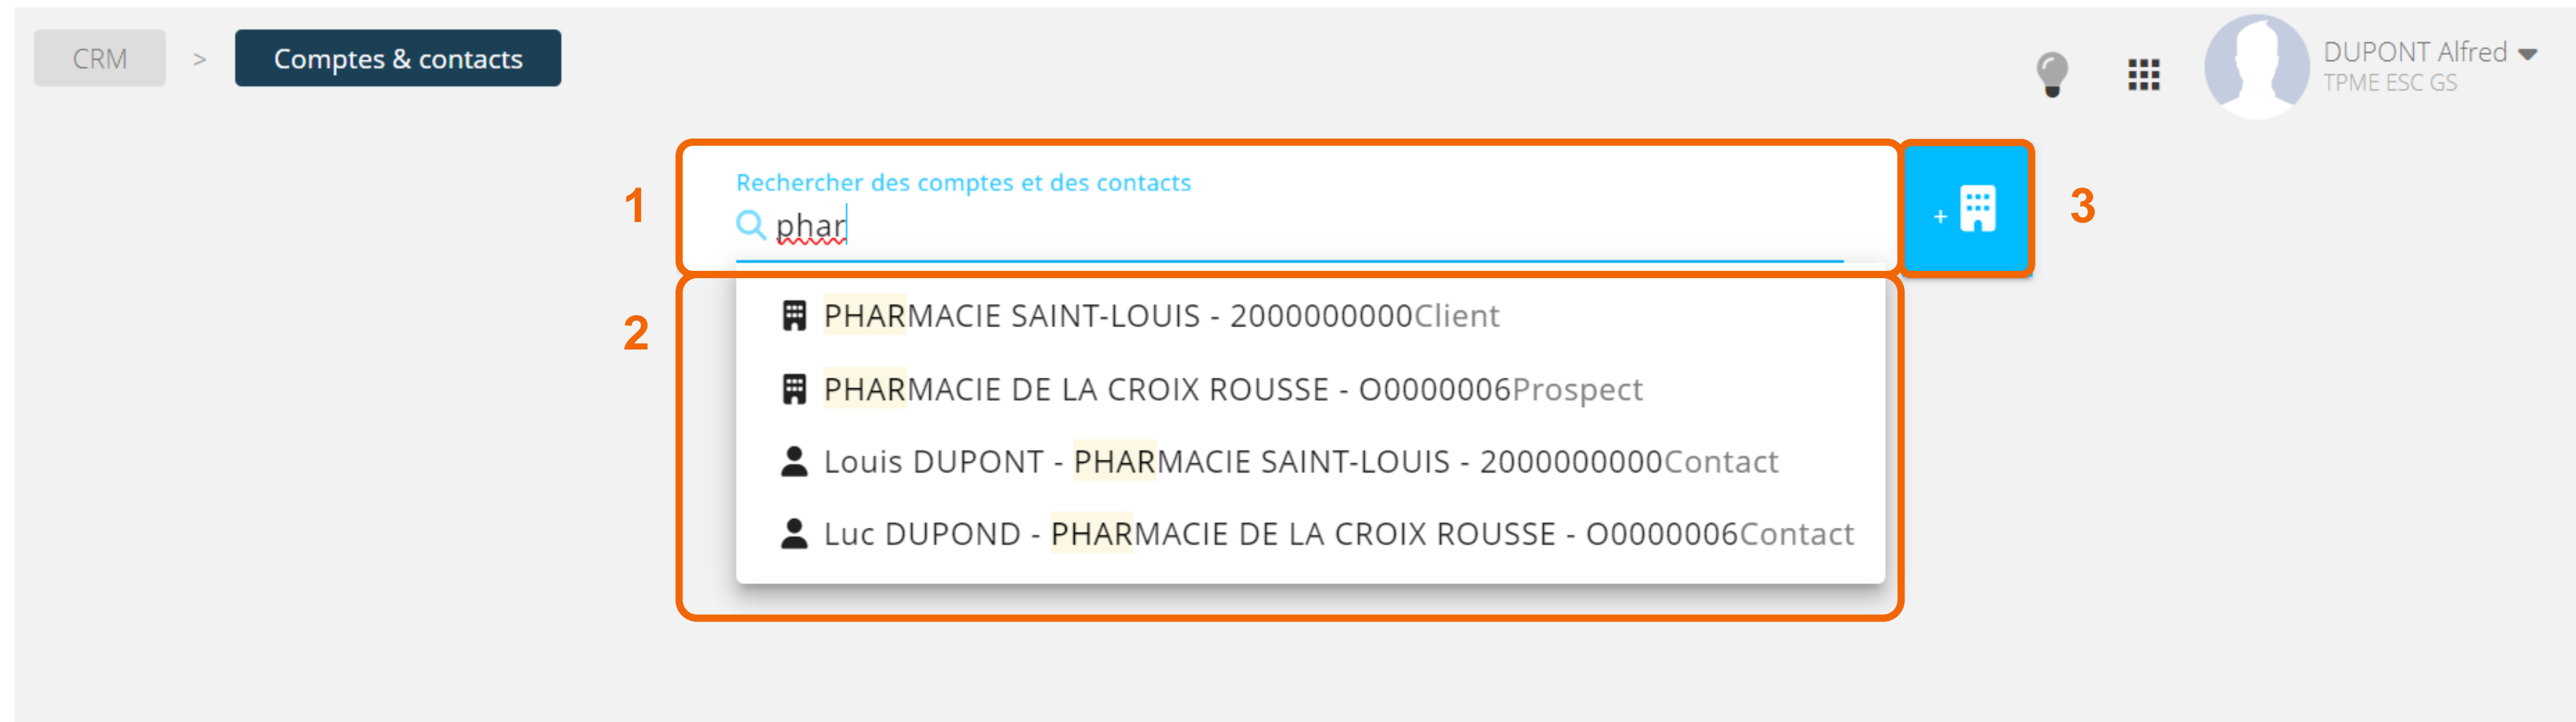 CRM > Comptes & contacts
DUPONT Alfred
TPME ESC GS
1
Rechercher des comptes et des contacts
phar
+
3
2
PHARMACIE SAINT-LOUIS - 2000000000Client
PHARMACIE DE LA CROIX ROUSSE - O0000006Prospect
Louis DUPONT - PHARMACIE SAINT-LOUIS - 2000000000Contact
Luc DUPOND - PHARMACIE DE LA CROIX ROUSSE - O0000006Contact